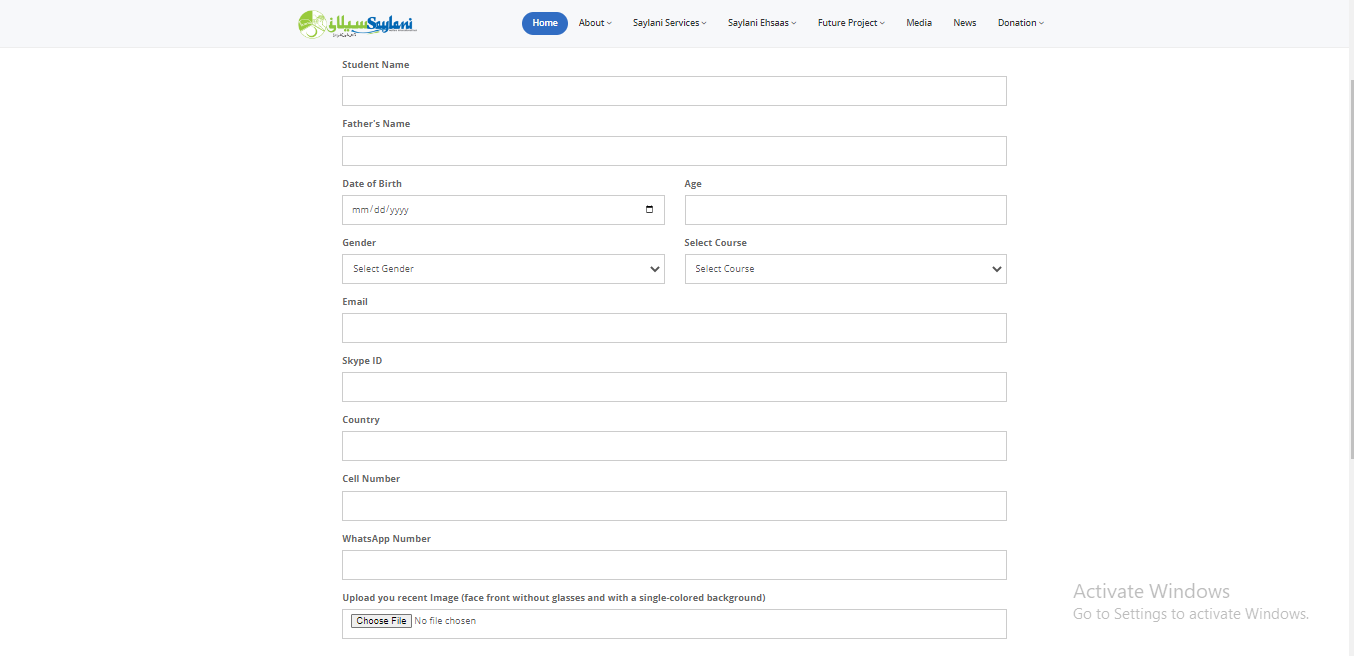 سیلانی Saylani
Home About Saylani Services Saylani Ehsaas Future Project Media News Donation
Student Name
Father's Name
Date of Birth Age
mm/dd/yyyy
Gender Select Course
Select Gender Select Course
Email
Skype ID
Country
Cell Number
WhatsApp Number
Upload you recent Image (face front without glasses and with a single-colored background)
Choose File No file chosen
Activate Windows
Go to Settings to activate Windows.